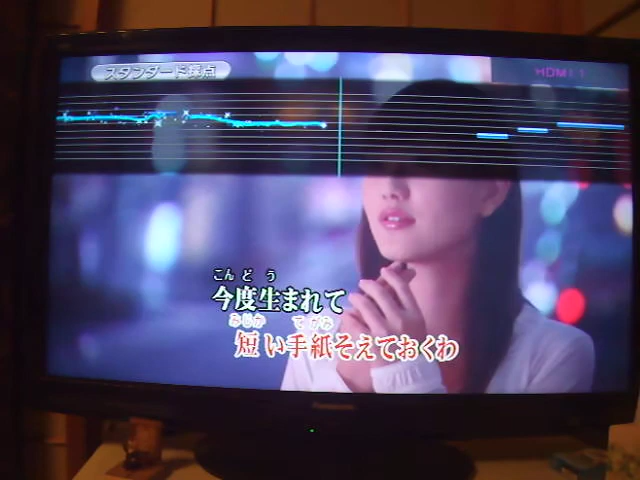 スタンダード採点
HDMI 1
こんどう
今度生まれて
みじか てがみ
短い手紙そえておくわ
Panasonic